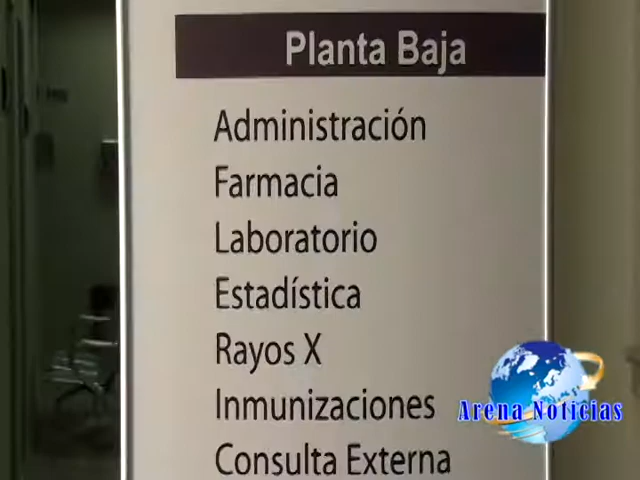 Planta Baja
Administración
Farmacia
Laboratorio
Estadística
Rayos X
Inmunizaciones
Consulta Externa
Arena Noticias